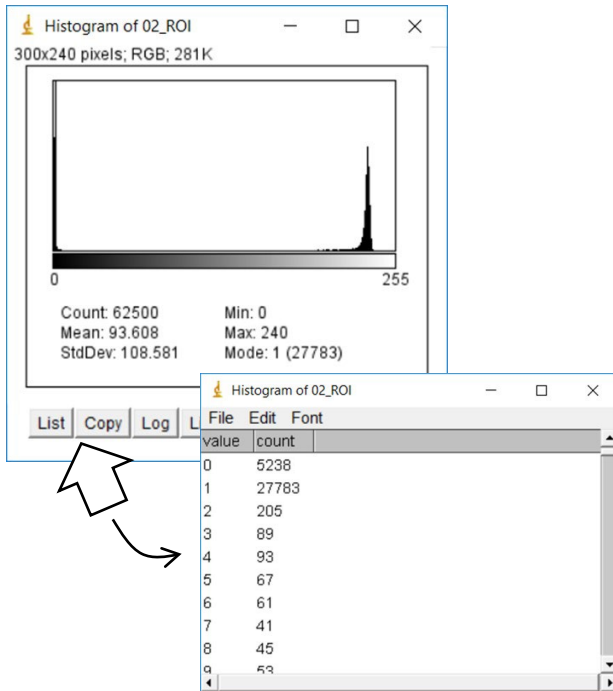 Histogram of 02_ROI
300x240 pixels; RGB; 281K
0 255
Count: 62500 Min: 0
Mean: 93.608 Max: 240
StdDev: 108.581 Mode: 1 (27783)
List Copy Log
Histogram of 02_ROI
File Edit Font
value count
0 5238
1 27783
2 205
3 89
4 93
5 67
6 61
7 41
8 45
9 53